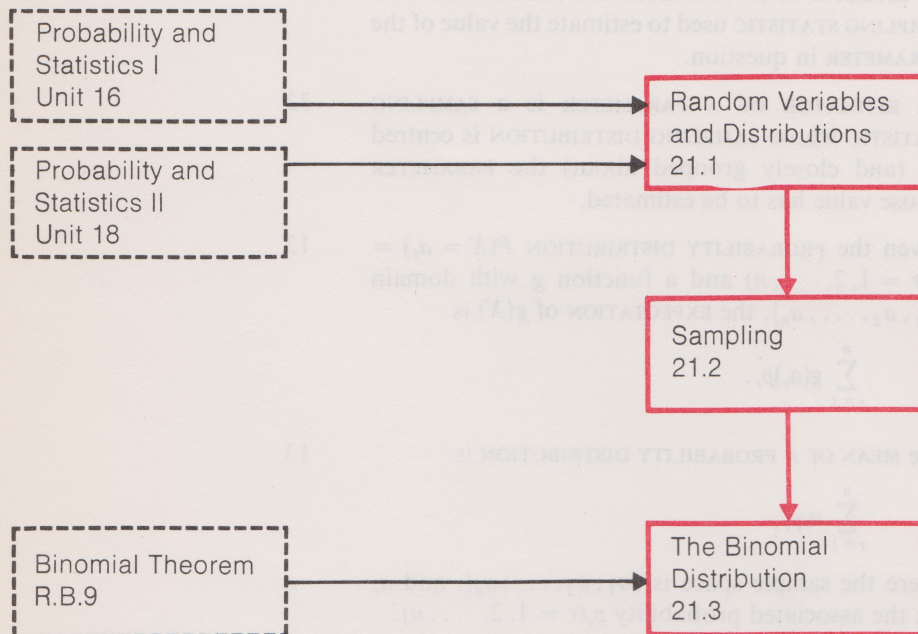 Probability and
Statistics I
Unit 16
Probability and
Statistics II
Unit 18
Random Variables
and Distributions
21.1
Sampling
21.2
Binomial Theorem
R.B.9
The Binomial
Distribution
21.3